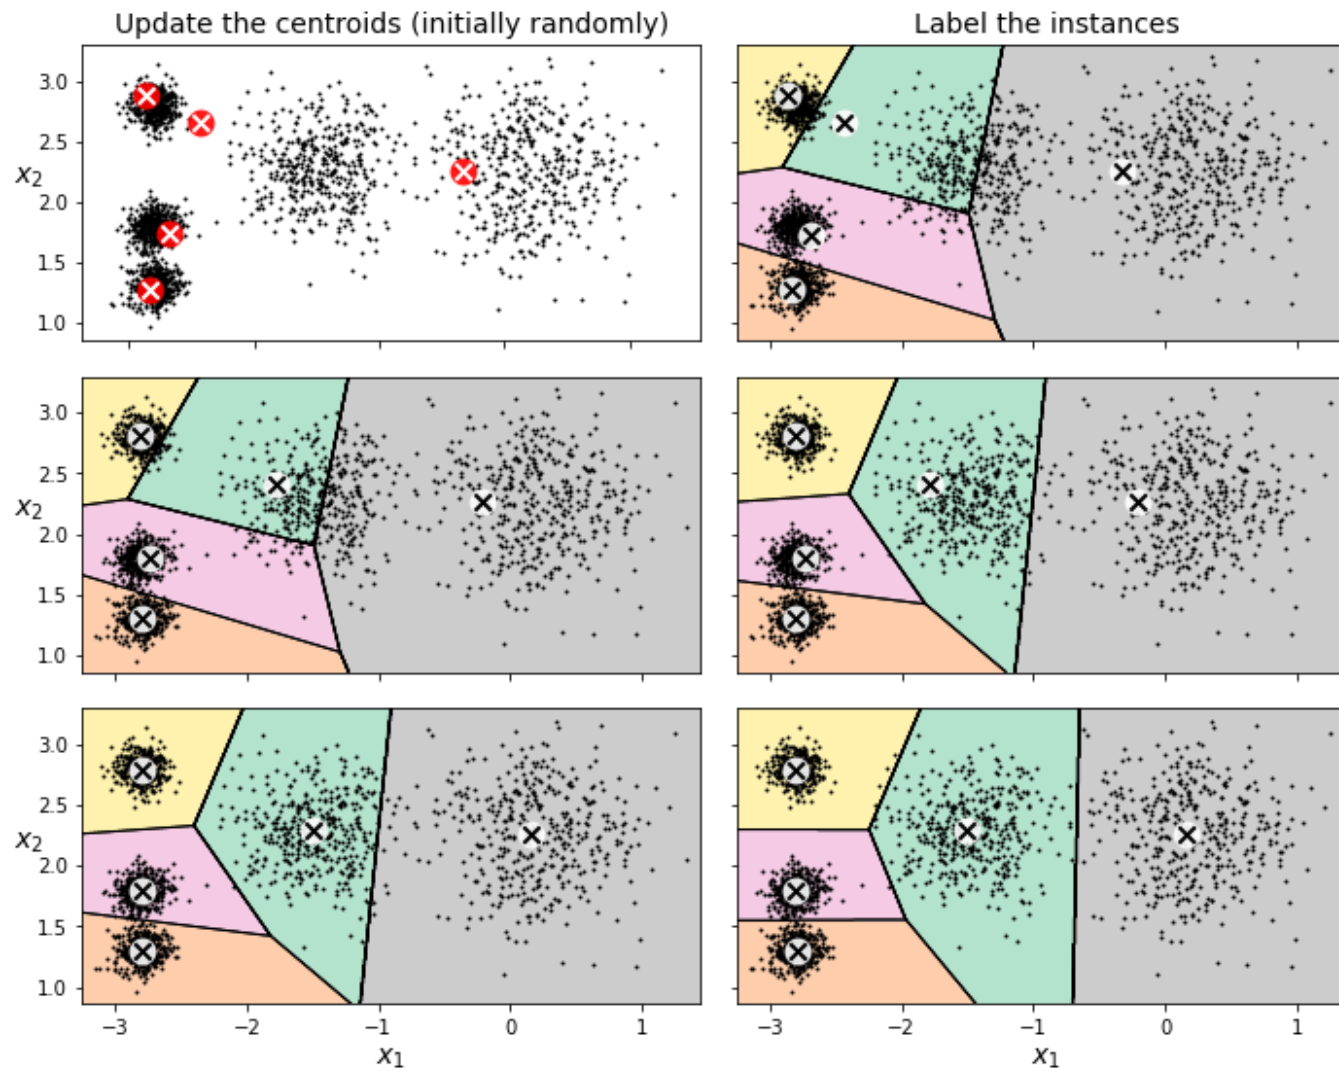 Update the centroids (initially randomly)
Label the instances
3.0
2.5
x₂
2.0
1.5
1.0
3.0
2.5
x₂
2.0
1.5
1.0
3.0
2.5
x₂
2.0
1.5
1.0
−3 −2 −1 0 1
x₁
−3 −2 −1 0 1
x₁